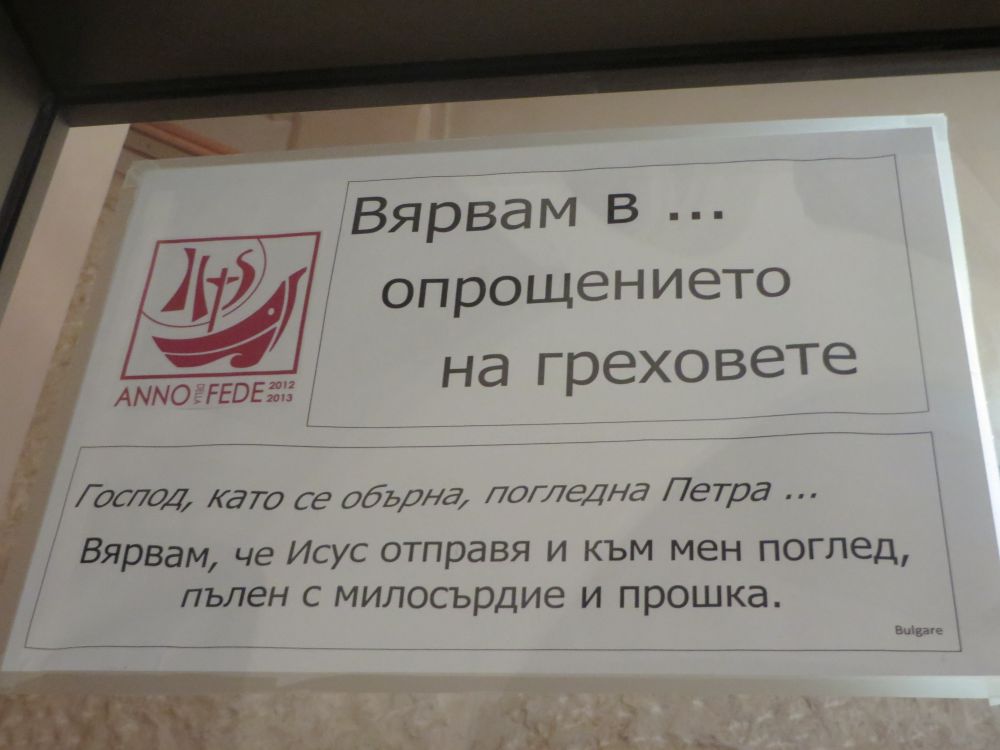 Вярвам в ...
опрощението
на греховете
ANNO DELLA FEDE 2012 2013
Господ, като се обърна, погледна Петра ...
Вярвам, че Исус отправя и към мен поглед,
пълен с милосърдие и прошка.
Bulgare